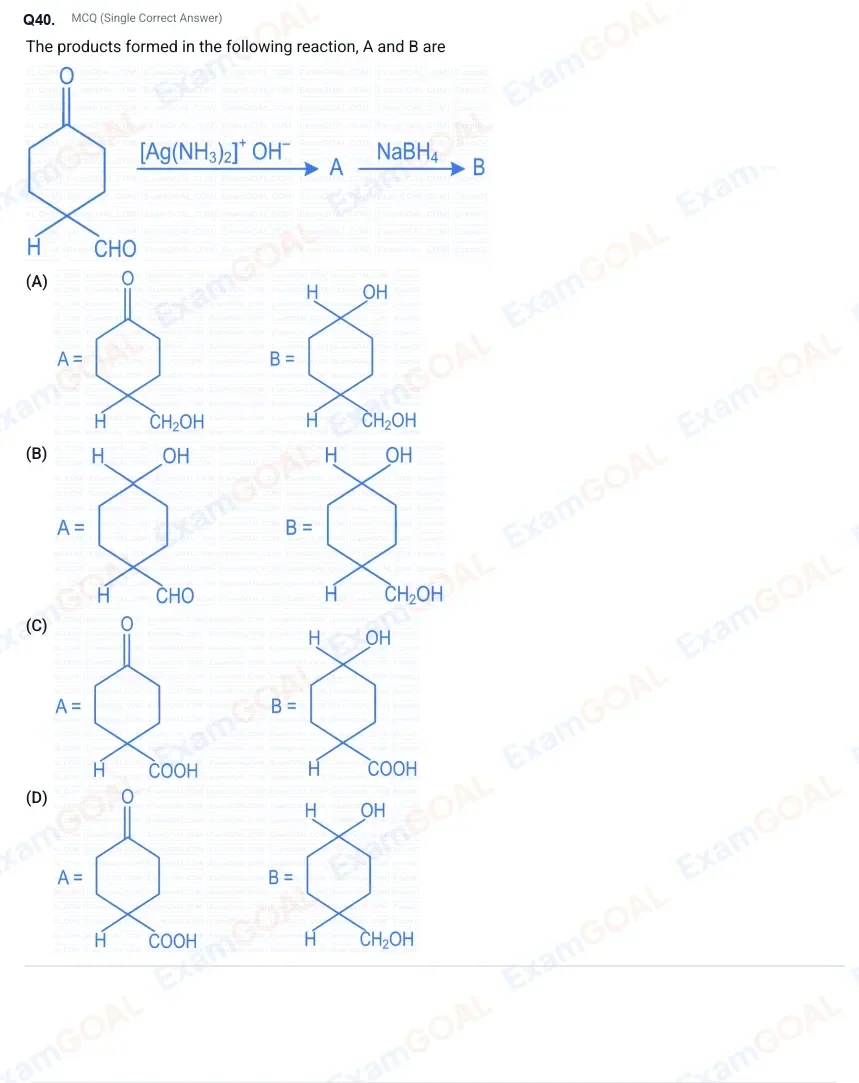 Q40. MCQ (Single Correct Answer)
The products formed in the following reaction, A and B are
O
[Ag(NH₃)₂]⁺ OH⁻
A
NaBH₄
B
H
CHO
(A)
O
H OH
A =
B =
H CH₂OH
H CH₂OH
(B)
H OH
H OH
A =
B =
H CHO
H CH₂OH
(C)
O
H OH
A =
B =
H COOH
H COOH
(D)
O
H OH
A =
B =
H COOH
H CH₂OH
ExamGOAL